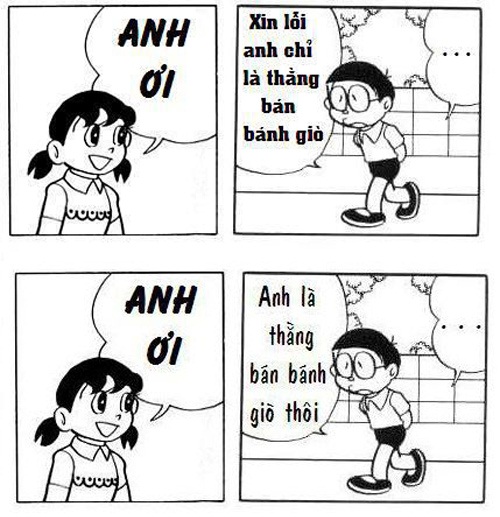 ANH
ƠI
Xin lỗi
anh chỉ
là thằng
bán
bánh giò
...
ANH
ƠI
Anh là
thằng
bán bánh
giò thôi
...